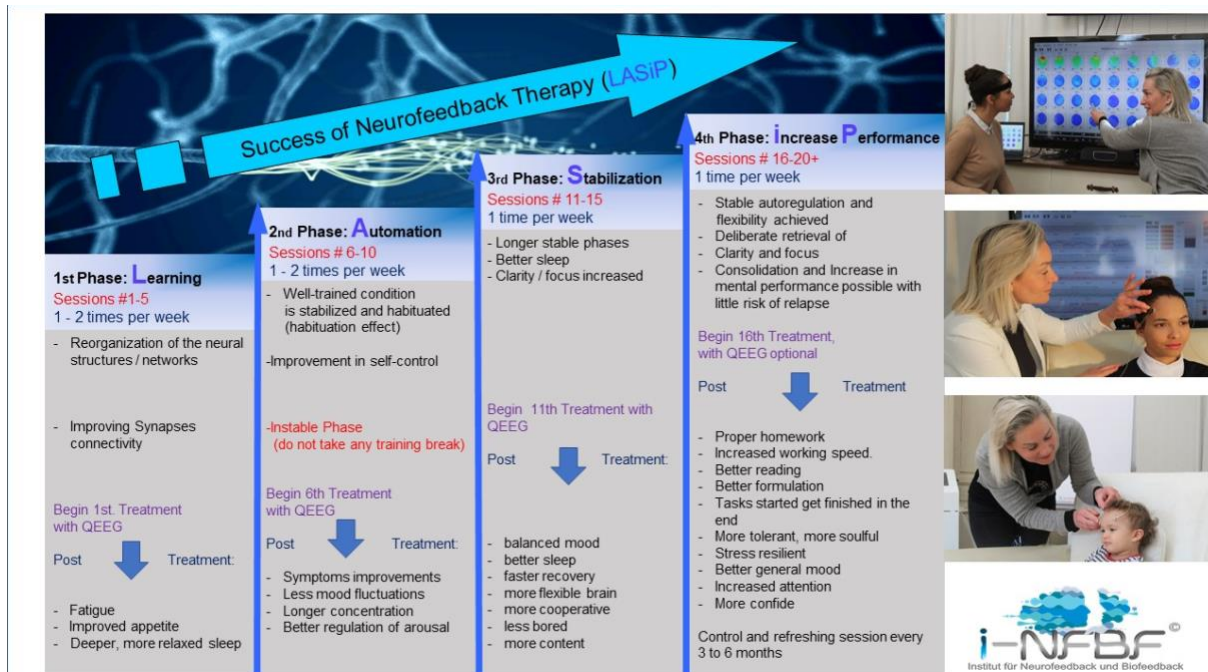 Success of Neurofeedback Therapy (LASiP)
1st Phase: Learning
Sessions #1-5
1 - 2 times per week
- Reorganization of the neural
structures / networks
- Improving Synapses
connectivity
Begin 1st. Treatment
with QEEG
Post Treatment:
- Fatigue
- Improved appetite
- Deeper, more relaxed sleep
2nd Phase: Automation
Sessions # 6-10
1 - 2 times per week
- Well-trained condition
is stabilized and habituated
(habituation effect)
-Improvement in self-control
-Instable Phase
(do not take any training break)
Begin 6th Treatment
with QEEG
Post Treatment:
- Symptoms improvements
- Less mood fluctuations
- Longer concentration
- Better regulation of arousal
3rd Phase: Stabilization
Sessions # 11-15
1 time per week
- Longer stable phases
- Better sleep
- Clarity / focus increased
Begin 11th Treatment with
QEEG
Post Treatment:
- balanced mood
- better sleep
- faster recovery
- more flexible brain
- more cooperative
- less bored
- more content
4th Phase: increase Performance
Sessions # 16-20+
1 time per week
- Stable autoregulation and
flexibility achieved
- Deliberate retrieval of
- Clarity and focus
- Consolidation and Increase in
mental performance possible with
little risk of relapse
Begin 16th Treatment,
with QEEG optional
Post Treatment
- Proper homework
- Increased working speed.
- Better reading
- Better formulation
- Tasks started get finished in the
end
- More tolerant, more soulful
- Stress resilient
- Better general mood
- Increased attention
- More confide
Control and refreshing session every
3 to 6 months
i-NFBF©
Institut für Neurofeedback und Biofeedback